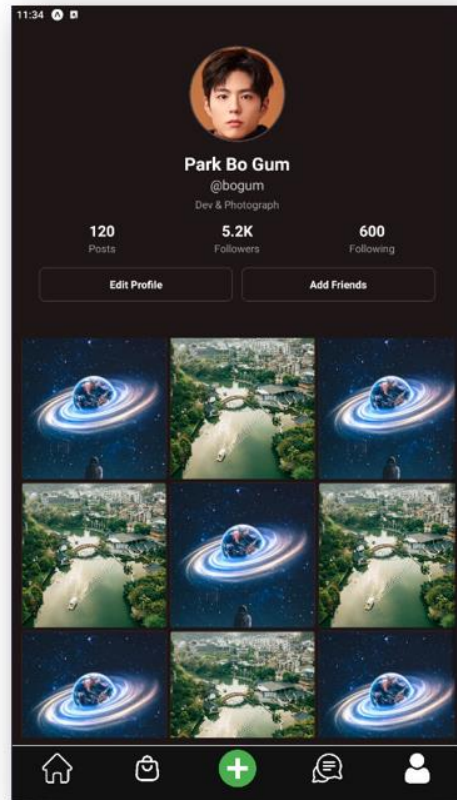 11:34
Park Bo Gum
@bogum
Dev & Photograph
120 5.2K 600
Posts Followers Following
Edit Profile Add Friends